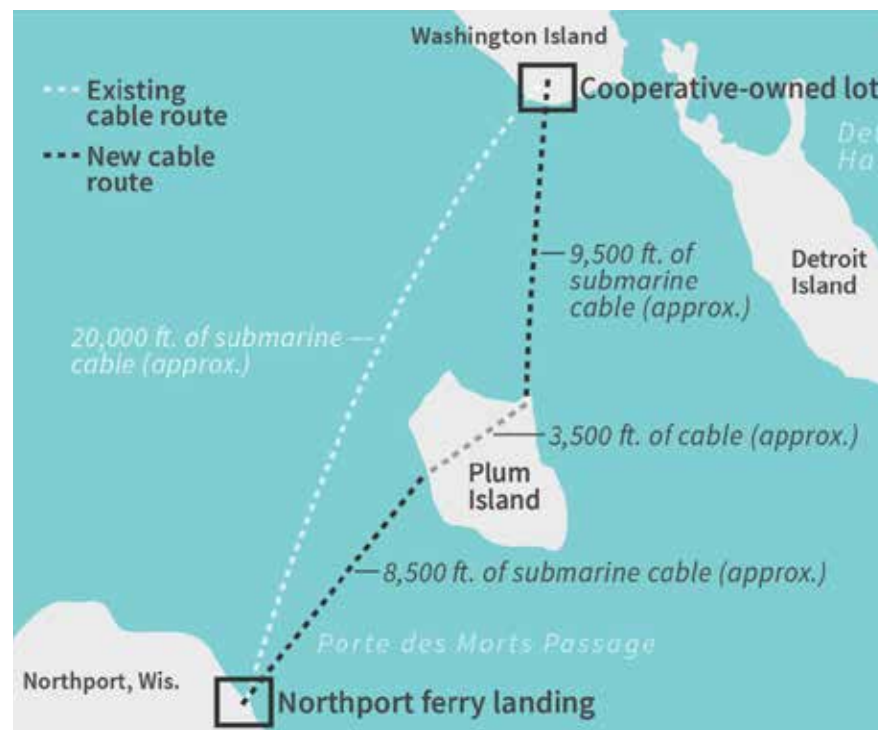 Washington Island
Existing
cable route
Cooperative-owned lot
New cable
route
9,500 ft. of
submarine
cable (approx.)
Detroit
Island
20,000 ft. of submarine
cable (approx.)
3,500 ft. of cable (approx.)
Plum
Island
8,500 ft. of submarine cable (approx.)
Porte des Morts Passage
Northport, Wis.
Northport ferry landing